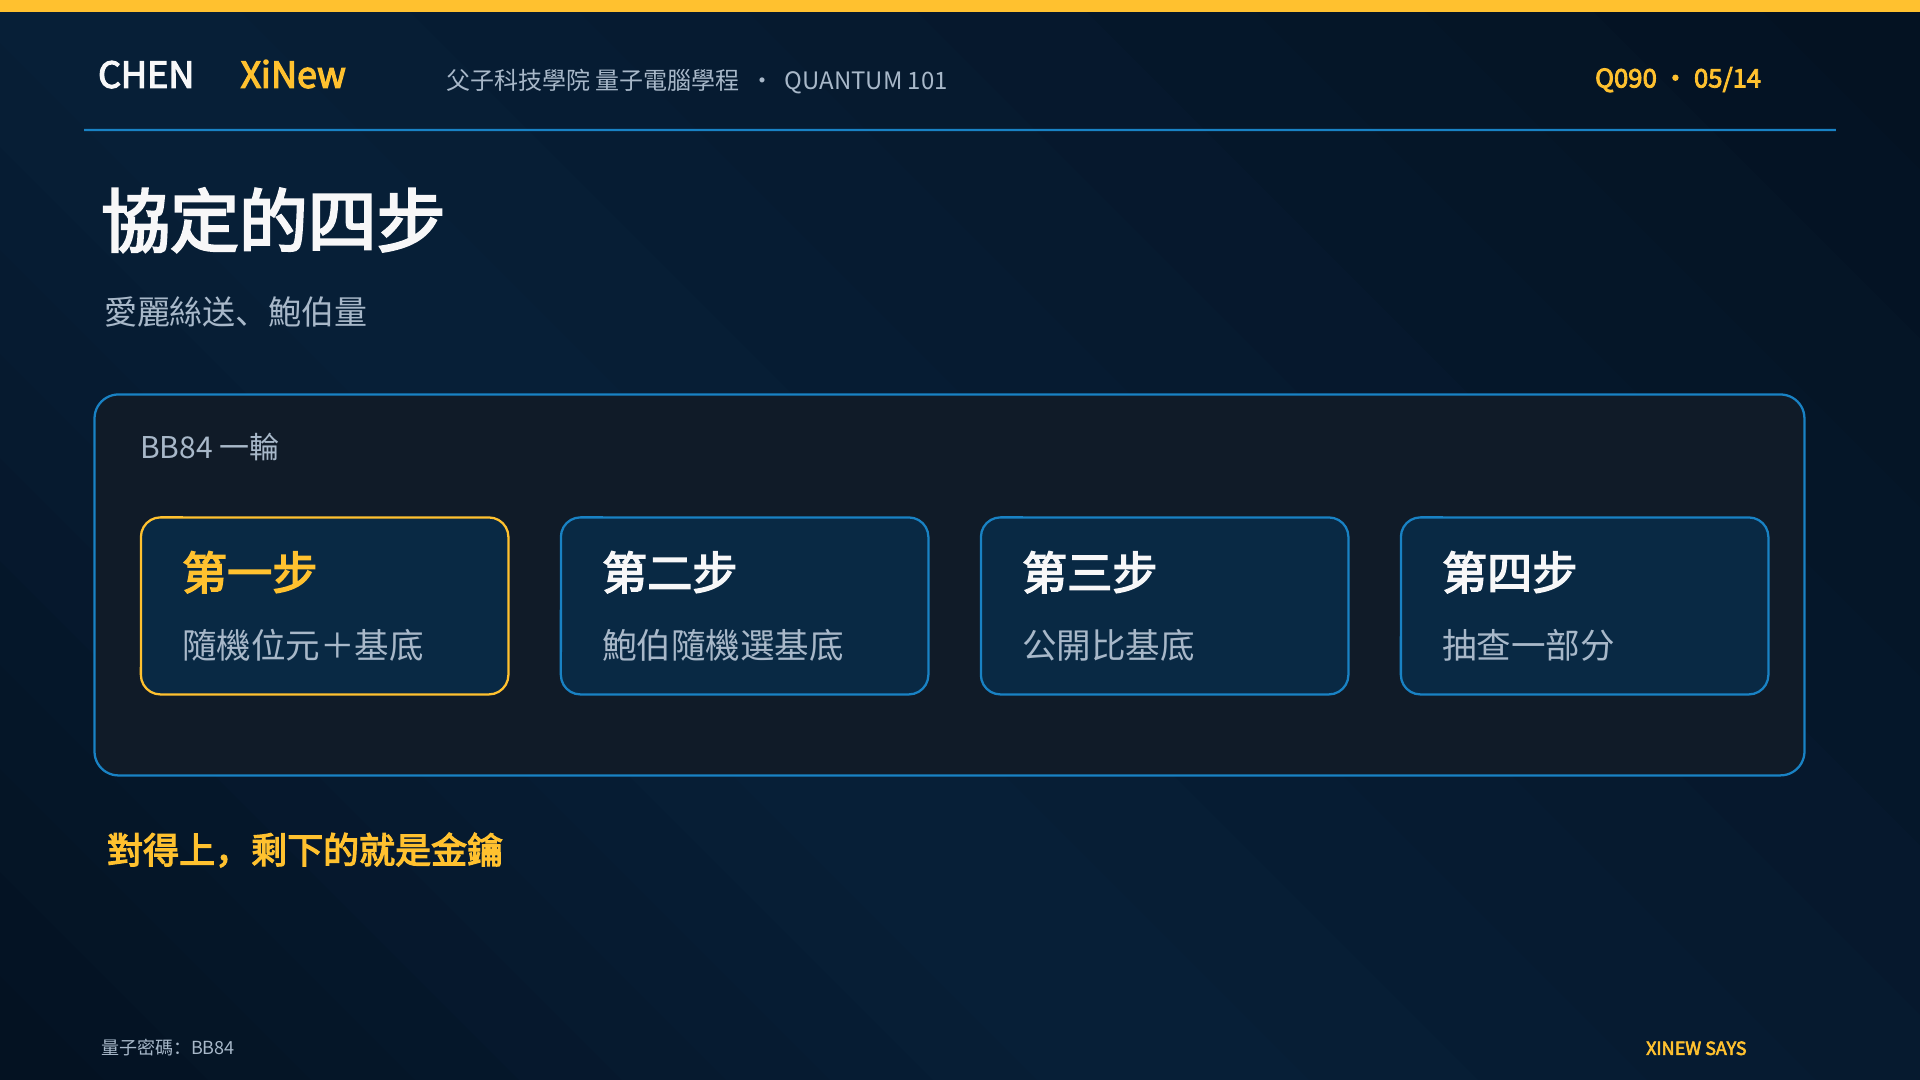 CHEN XiNew 父子科技學院 量子電腦學程 • QUANTUM 101 Q090 • 05/14
協定的四步
愛麗絲送、鮑伯量
BB84 一輪
第一步
隨機位元＋基底
第二步
鮑伯隨機選基底
第三步
公開比基底
第四步
抽查一部分
對得上，剩下的就是金鑰
量子密碼：BB84
XINEW SAYS